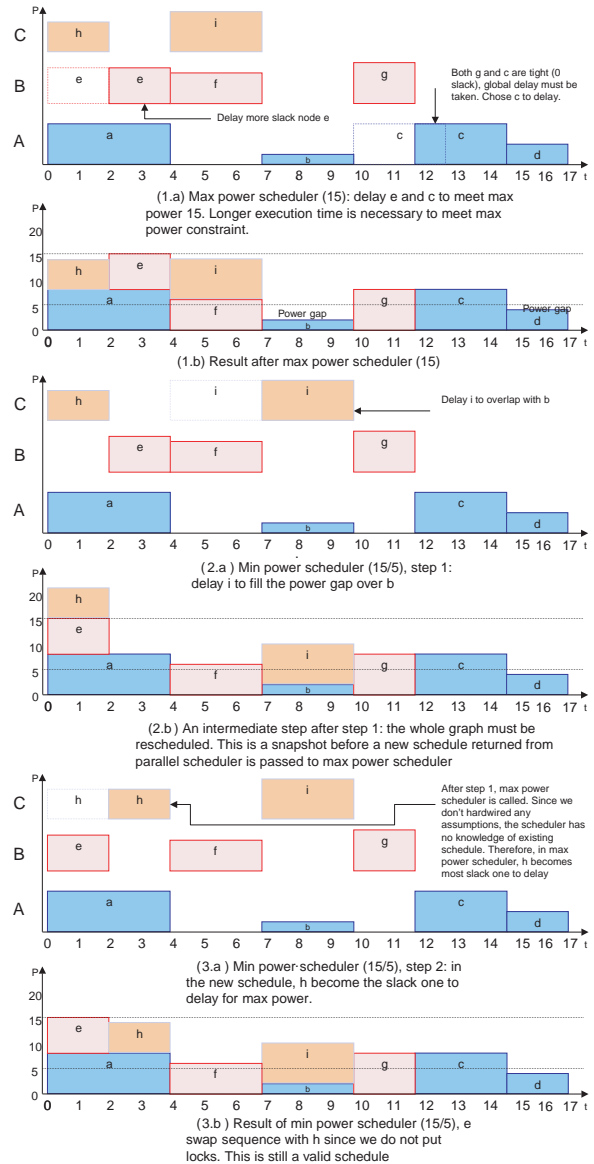 P
C
h
i
B
e
e
f
g
Both g and c are tight (0
slack), global delay must be
taken. Chose c to delay.
Delay more slack node e
A
a
b
c
c
d
0 1 2 3 4 5 6 7 8 9 10 11 12 13 14 15 16 17 t
(1.a) Max power scheduler (15): delay e and c to meet max
power 15. Longer execution time is necessary to meet max
power constraint.
P
20
15
10
5
0
h
e
i
a
f
Power gap
b
g
c
Power gap
d
0 1 2 3 4 5 6 7 8 9 10 11 12 13 14 15 16 17 t
(1.b) Result after max power scheduler (15)
P
C
h
i
i
Delay i to overlap with b
B
e
f
g
A
a
b
c
d
0 1 2 3 4 5 6 7 8 9 10 11 12 13 14 15 16 17 t
(2.a ) Min power scheduler (15/5), step 1:
delay i to fill the power gap over b
P
20
15
10
5
0
h
e
a
f
i
b
g
c
d
0 1 2 3 4 5 6 7 8 9 10 11 12 13 14 15 16 17 t
(2.b ) An intermediate step after step 1: the whole graph must be
rescheduled. This is a snapshot before a new schedule returned from
parallel scheduler is passed to max power scheduler
P
C
h
h
i
After step 1, max power
scheduler is called. Since we
don't hardwired any
assumptions, the scheduler has
no knowledge of existing
schedule. Therefore, in max
power scheduler, h becomes
most slack one to delay
B
e
f
g
A
a
b
c
d
0 1 2 3 4 5 6 7 8 9 10 11 12 13 14 15 16 17 t
(3.a ) Min power-scheduler (15/5), step 2: in
the new schedule, h become the slack one to
delay for max power.
P
20
15
10
5
0
e
h
a
f
i
b
g
c
d
0 1 2 3 4 5 6 7 8 9 10 11 12 13 14 15 16 17 t
(3.b ) Result of min power scheduler (15/5), e
swap sequence with h since we do not put
locks. This is still a valid schedule